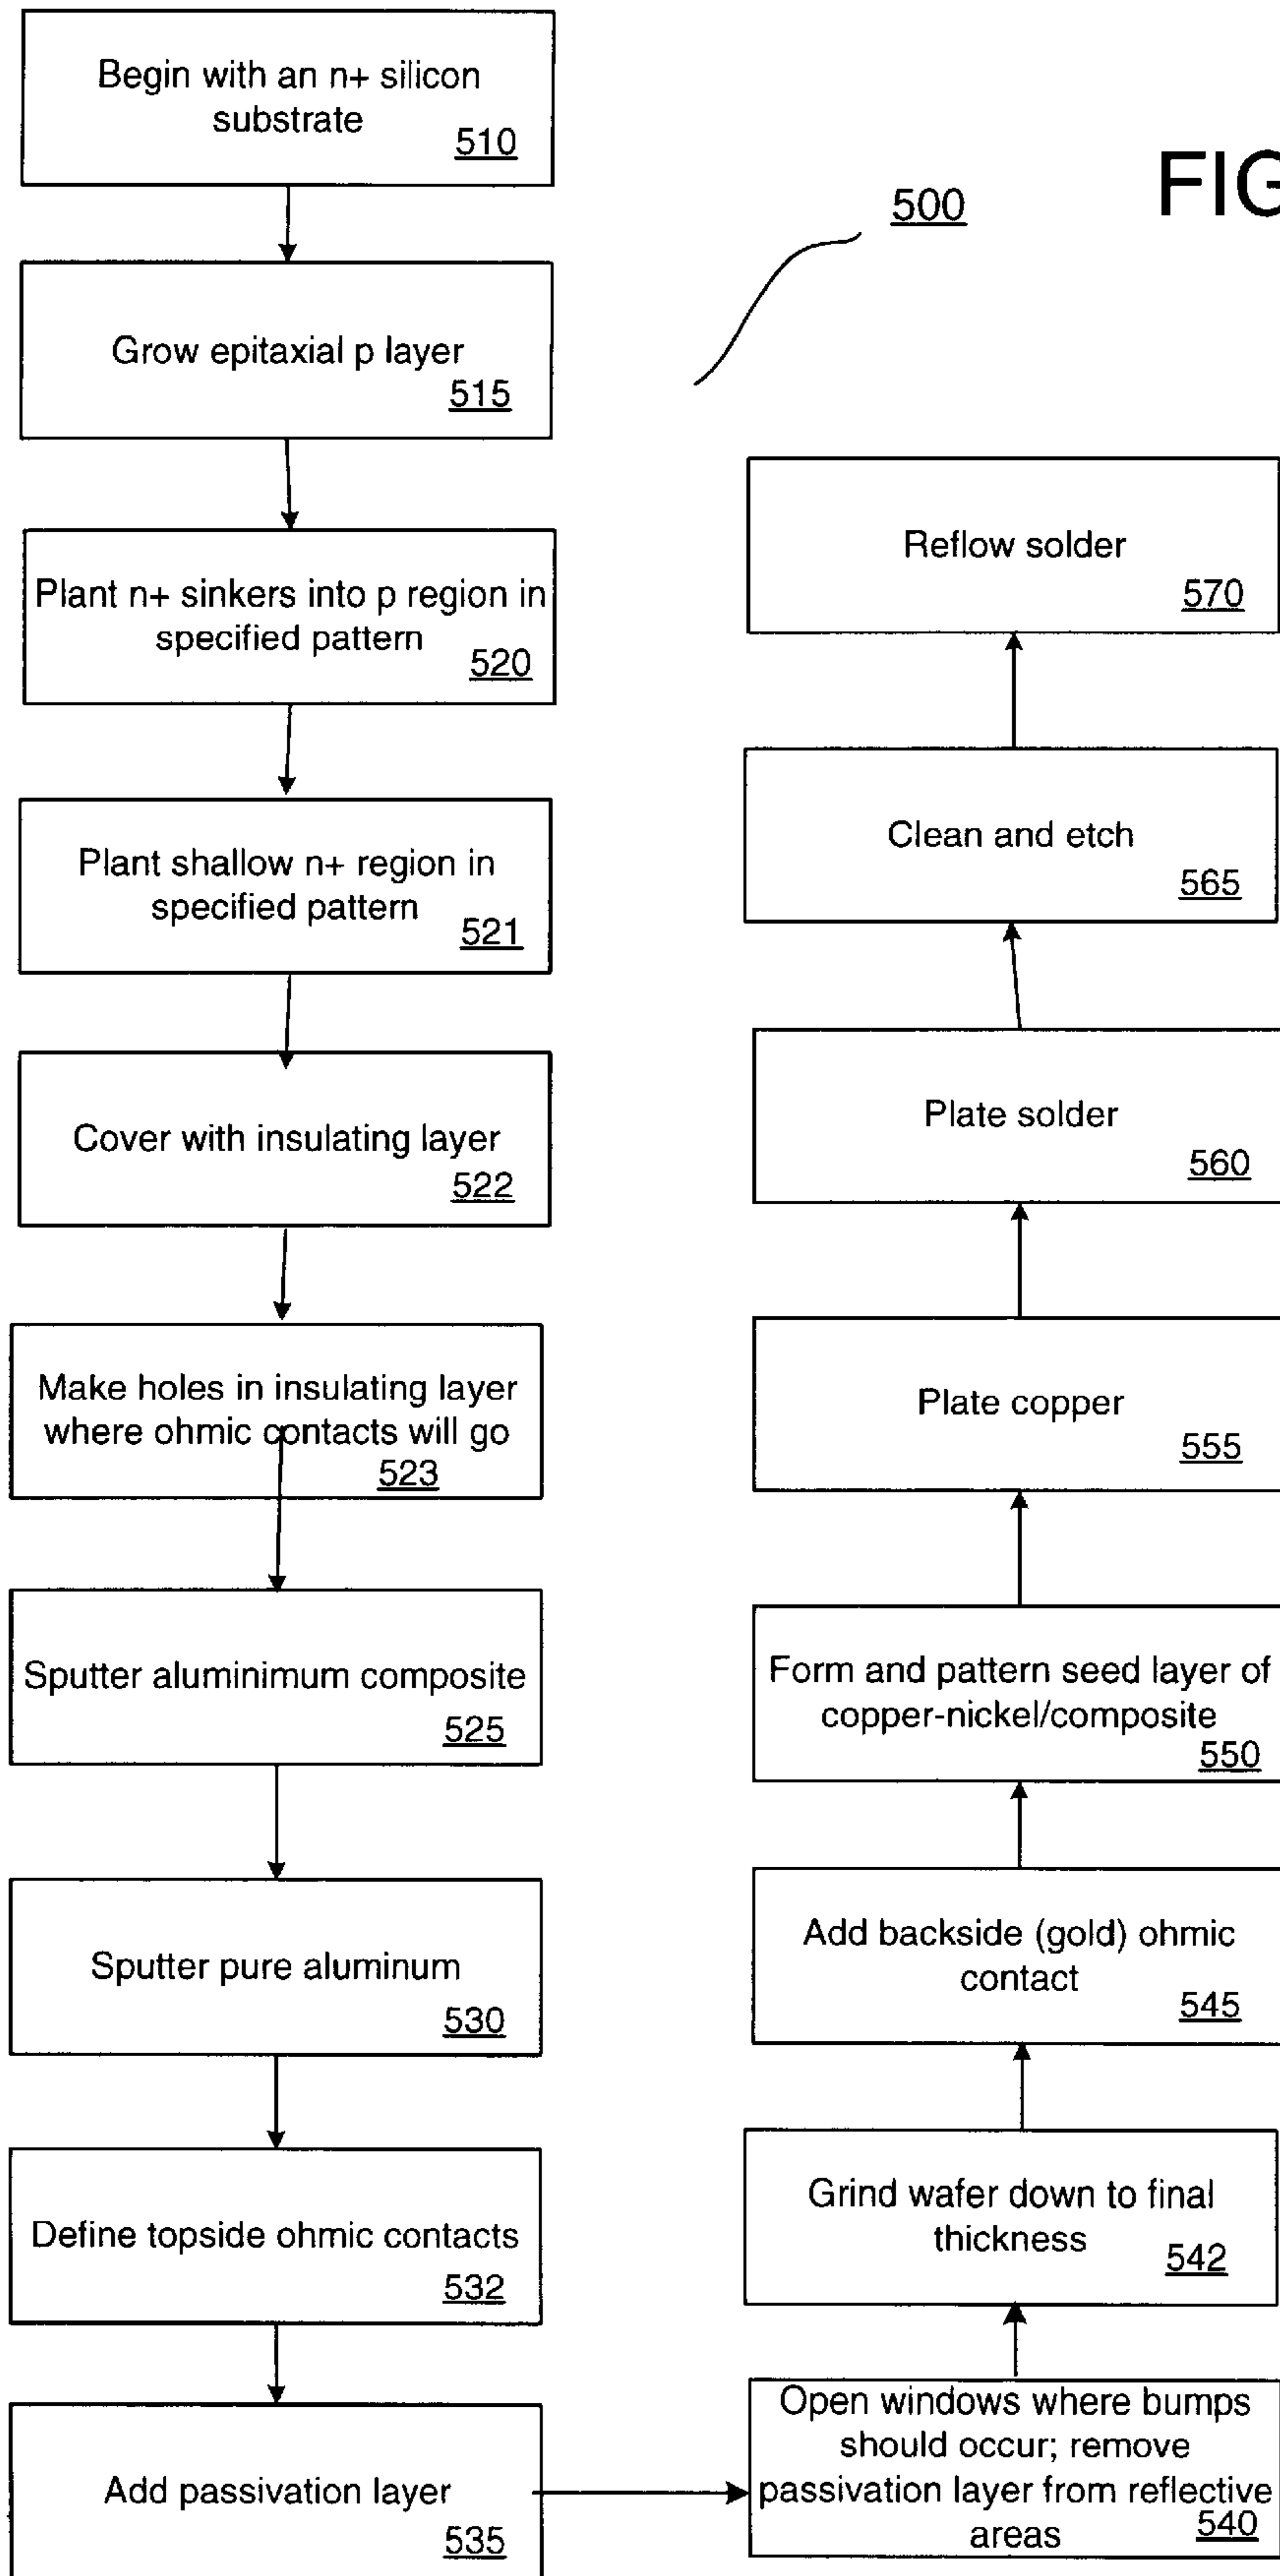 Begin with an n+ silicon
substrate
510
FIG
500
Grow epitaxial p layer
515
Plant n+ sinkers into p region in
specified pattern
520
Plant shallow n+ region in
specified pattern
521
Cover with insulating layer
522
Make holes in insulating layer
where ohmic contacts will go
523
Sputter aluminimum composite
525
Sputter pure aluminum
530
Define topside ohmic contacts
532
Add passivation layer
535
Open windows where bumps
should occur; remove
passivation layer from reflective
areas
540
Grind wafer down to final
thickness
542
Add backside (gold) ohmic
contact
545
Form and pattern seed layer of
copper-nickel/composite
550
Plate copper
555
Plate solder
560
Clean and etch
565
Reflow solder
570